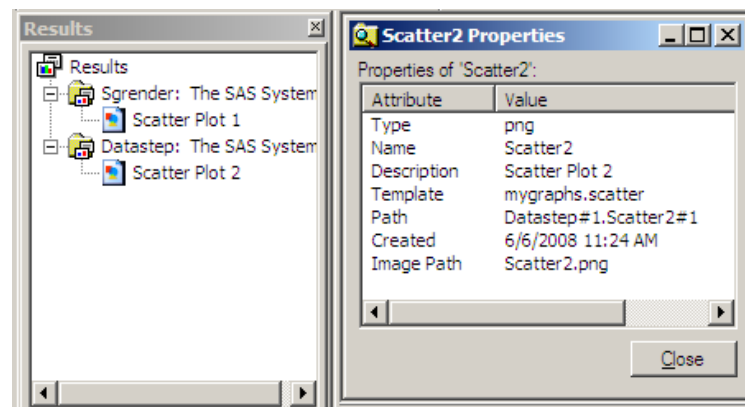 Results
Results
Sgrender: The SAS System
Scatter Plot 1
Datastep: The SAS System
Scatter Plot 2
Scatter2 Properties
Properties of 'Scatter2':
Attribute Value
Type png
Name Scatter2
Description Scatter Plot 2
Template mygraphs.scatter
Path Datastep#1.Scatter2#1
Created 6/6/2008 11:24 AM
Image Path Scatter2.png
Close